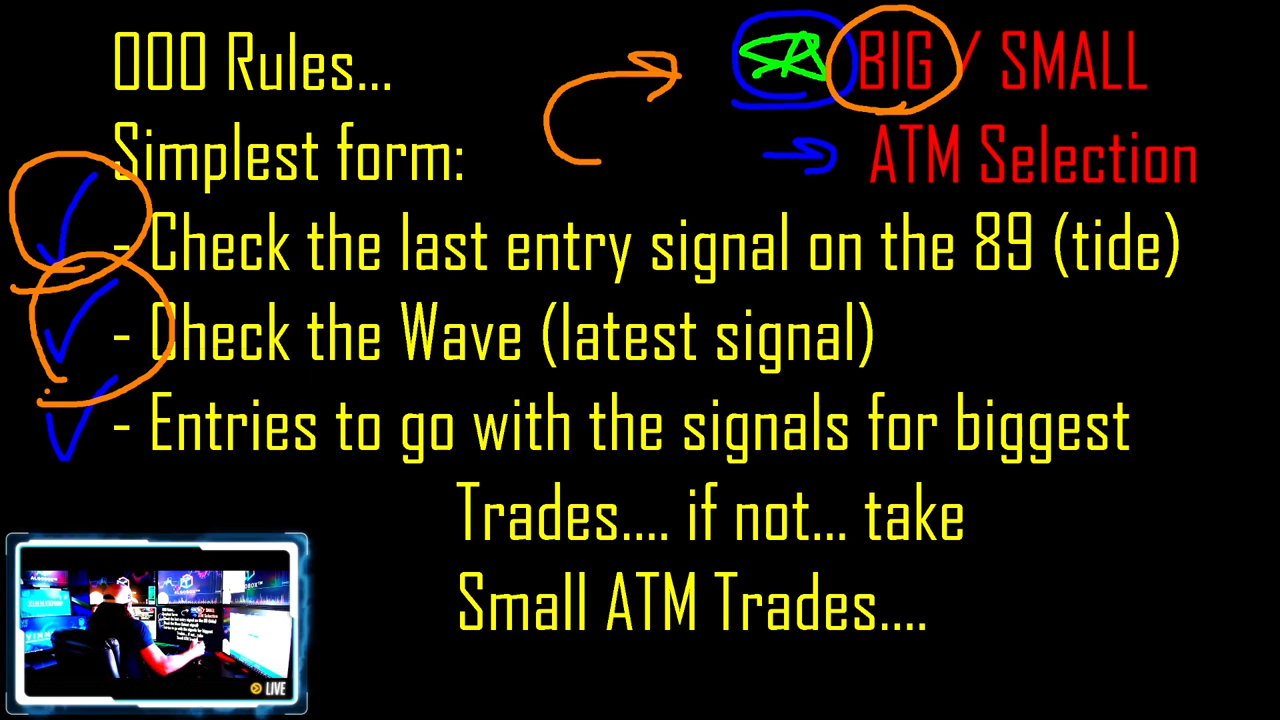 000 Rules...
BIG / SMALL
Simplest form:
ATM Selection
- Check the last entry signal on the 89 (tide)
- Check the Wave (latest signal)
- Entries to go with the signals for biggest
Trades.... if not... take
Small ATM Trades....
LIVE